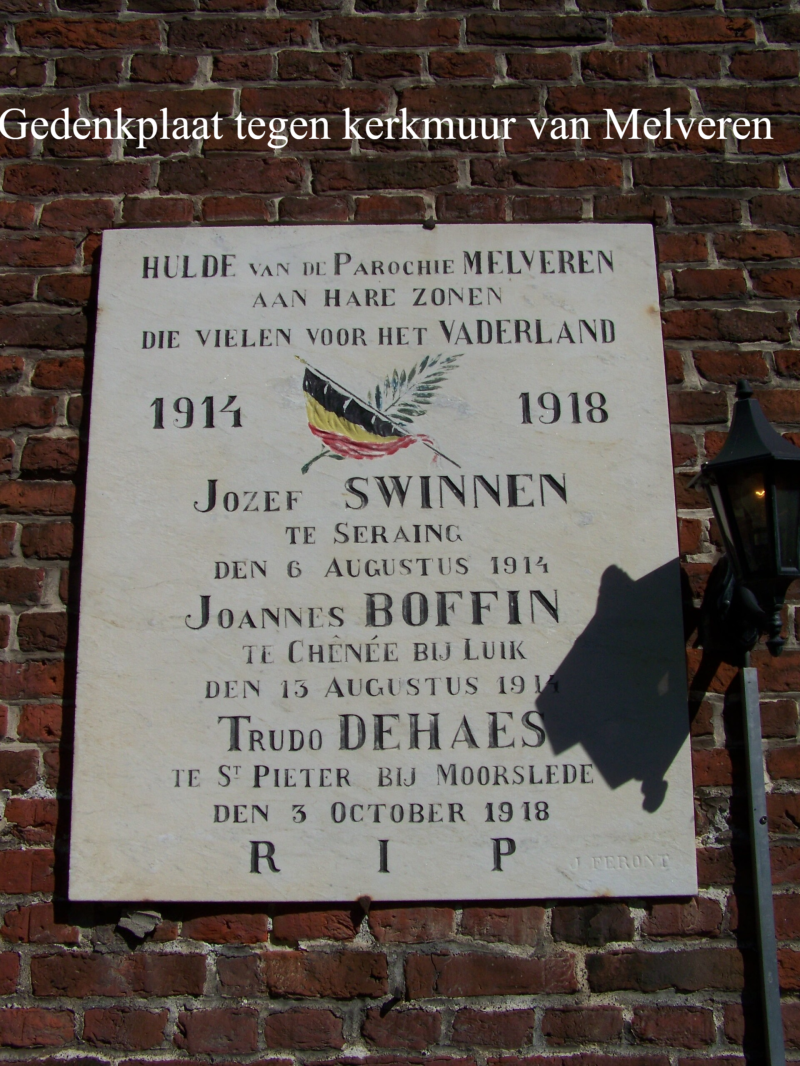 Gedenkplaat tegen kerkmuur van Melveren
HULDE VAN DE PAROCHIE MELVEREN
AAN HARE ZONEN
DIE VIELEN VOOR HET VADERLAND
1914 1918
JOZEF SWINNEN
TE SERAING
DEN 6 AUGUSTUS 1914
JOANNES BOFFIN
TE CHÊNÉE BIJ LUIK
DEN 13 AUGUSTUS 1914
TRUDO DEHAES
TE ST PIETER BIJ MOORSLEDE
DEN 3 OCTOBER 1918
R I P
J. FERONT